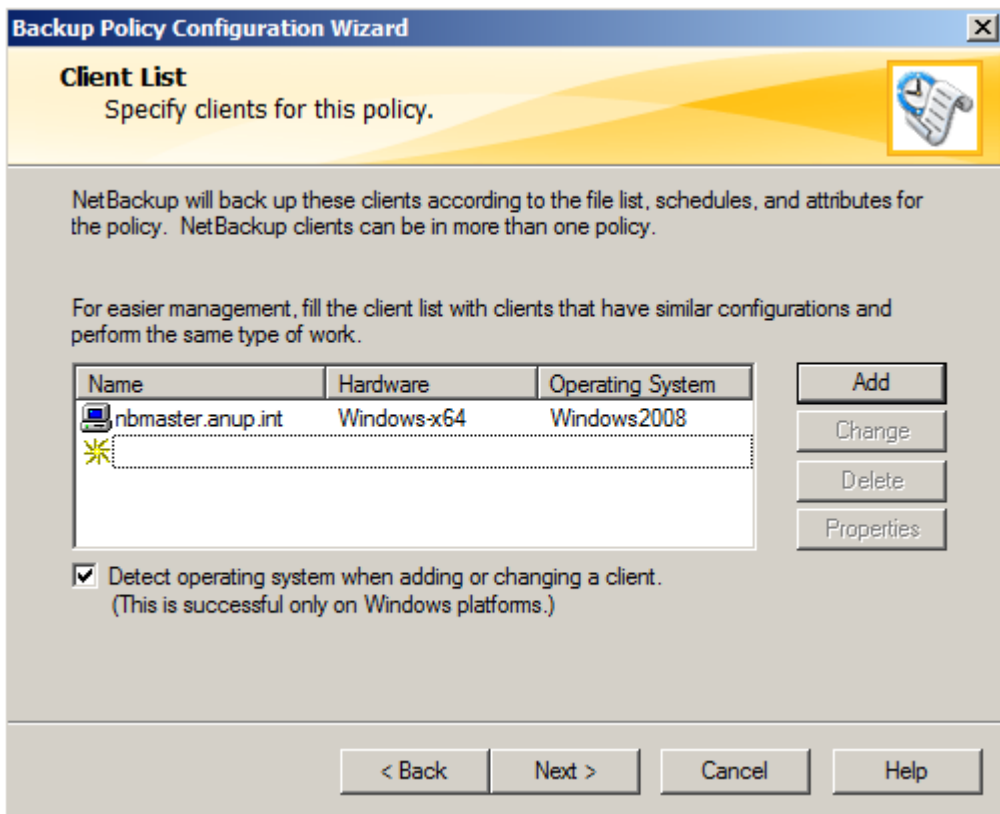 Backup Policy Configuration Wizard
Client List
Specify clients for this policy.
NetBackup will back up these clients according to the file list, schedules, and attributes for
the policy. NetBackup clients can be in more than one policy.
For easier management, fill the client list with clients that have similar configurations and
perform the same type of work.
Name Hardware Operating System
nbmaster.anup.int Windows-x64 Windows2008
Add
Change
Delete
Properties
Detect operating system when adding or changing a client.
(This is successful only on Windows platforms.)
< Back Next > Cancel Help